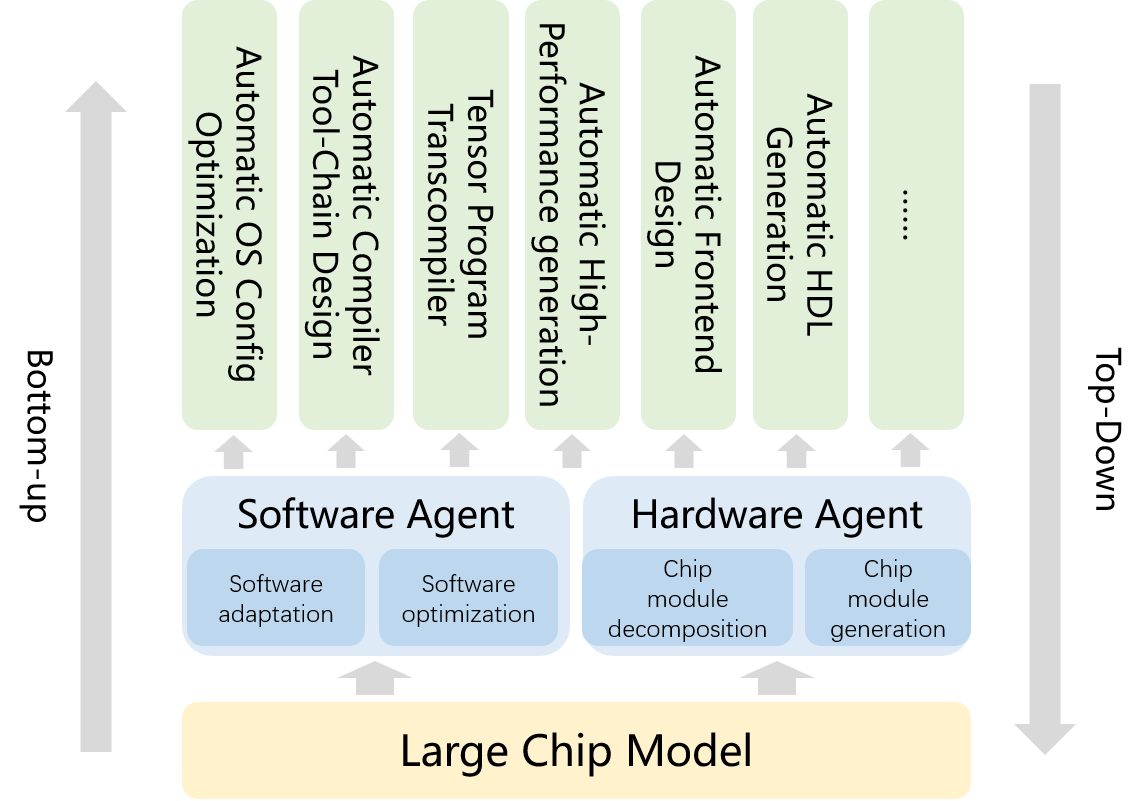 Automatic OS Config
Optimization
Automatic Compiler
Tool-Chain Design
Tensor Program
Transcompiler
Automatic High-
Performance generation
Automatic Frontend
Design
Automatic HDL
Generation
......
Bottom-up
Top-Down
Software Agent
Software
adaptation
Software
optimization
Hardware Agent
Chip
module
decomposition
Chip
module
generation
Large Chip Model